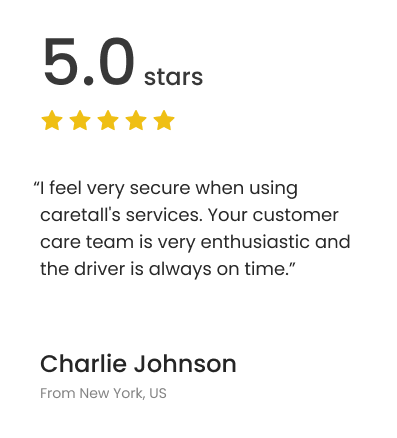 5.0 stars
“I feel very secure when using
caretall's services. Your customer
care team is very enthusiastic and
the driver is always on time.”
Charlie Johnson
From New York, US